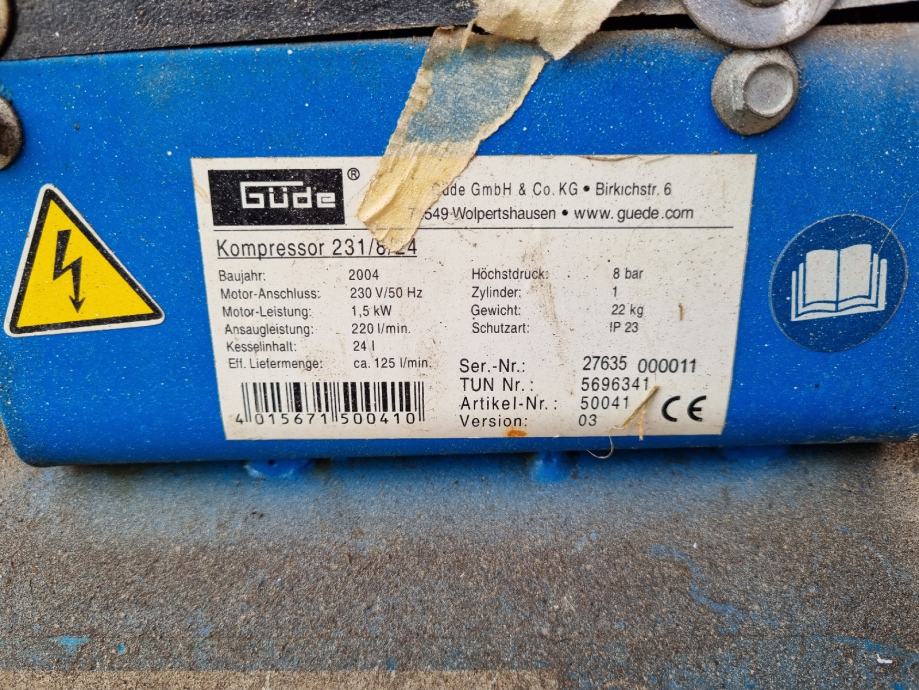 Güde ®
GmbH & Co. KG • Birkichstr. 6
549 Wolpertshausen • www.guede.com
Kompressor 231/8/24
Baujahr: 2004
Motor-Anschluss: 230 V/50 Hz
Motor-Leistung: 1,5 kW
Ansaugleistung: 220 l/min.
Kesselinhalt: 24 l
Eff. Liefermenge: ca. 125 l/min.
Höchstdruck: 8 bar
Zylinder: 1
Gewicht: 22 kg
Schutzart: IP 23
4 015671 500410
Ser.-Nr.: 27635 000011
TUN Nr.: 5696341
Artikel-Nr.: 50041
Version: 03
CE